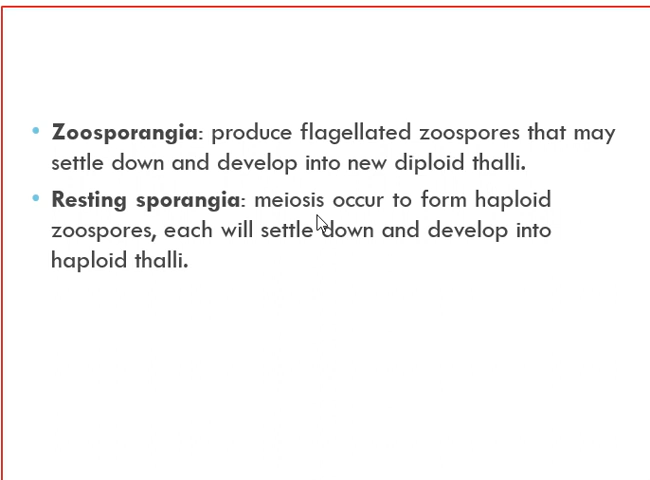 • Zoosporangia: produce flagellated zoospores that may
settle down and develop into new diploid thalli.
• Resting sporangia: meiosis occur to form haploid
zoospores, each will settle down and develop into
haploid thalli.